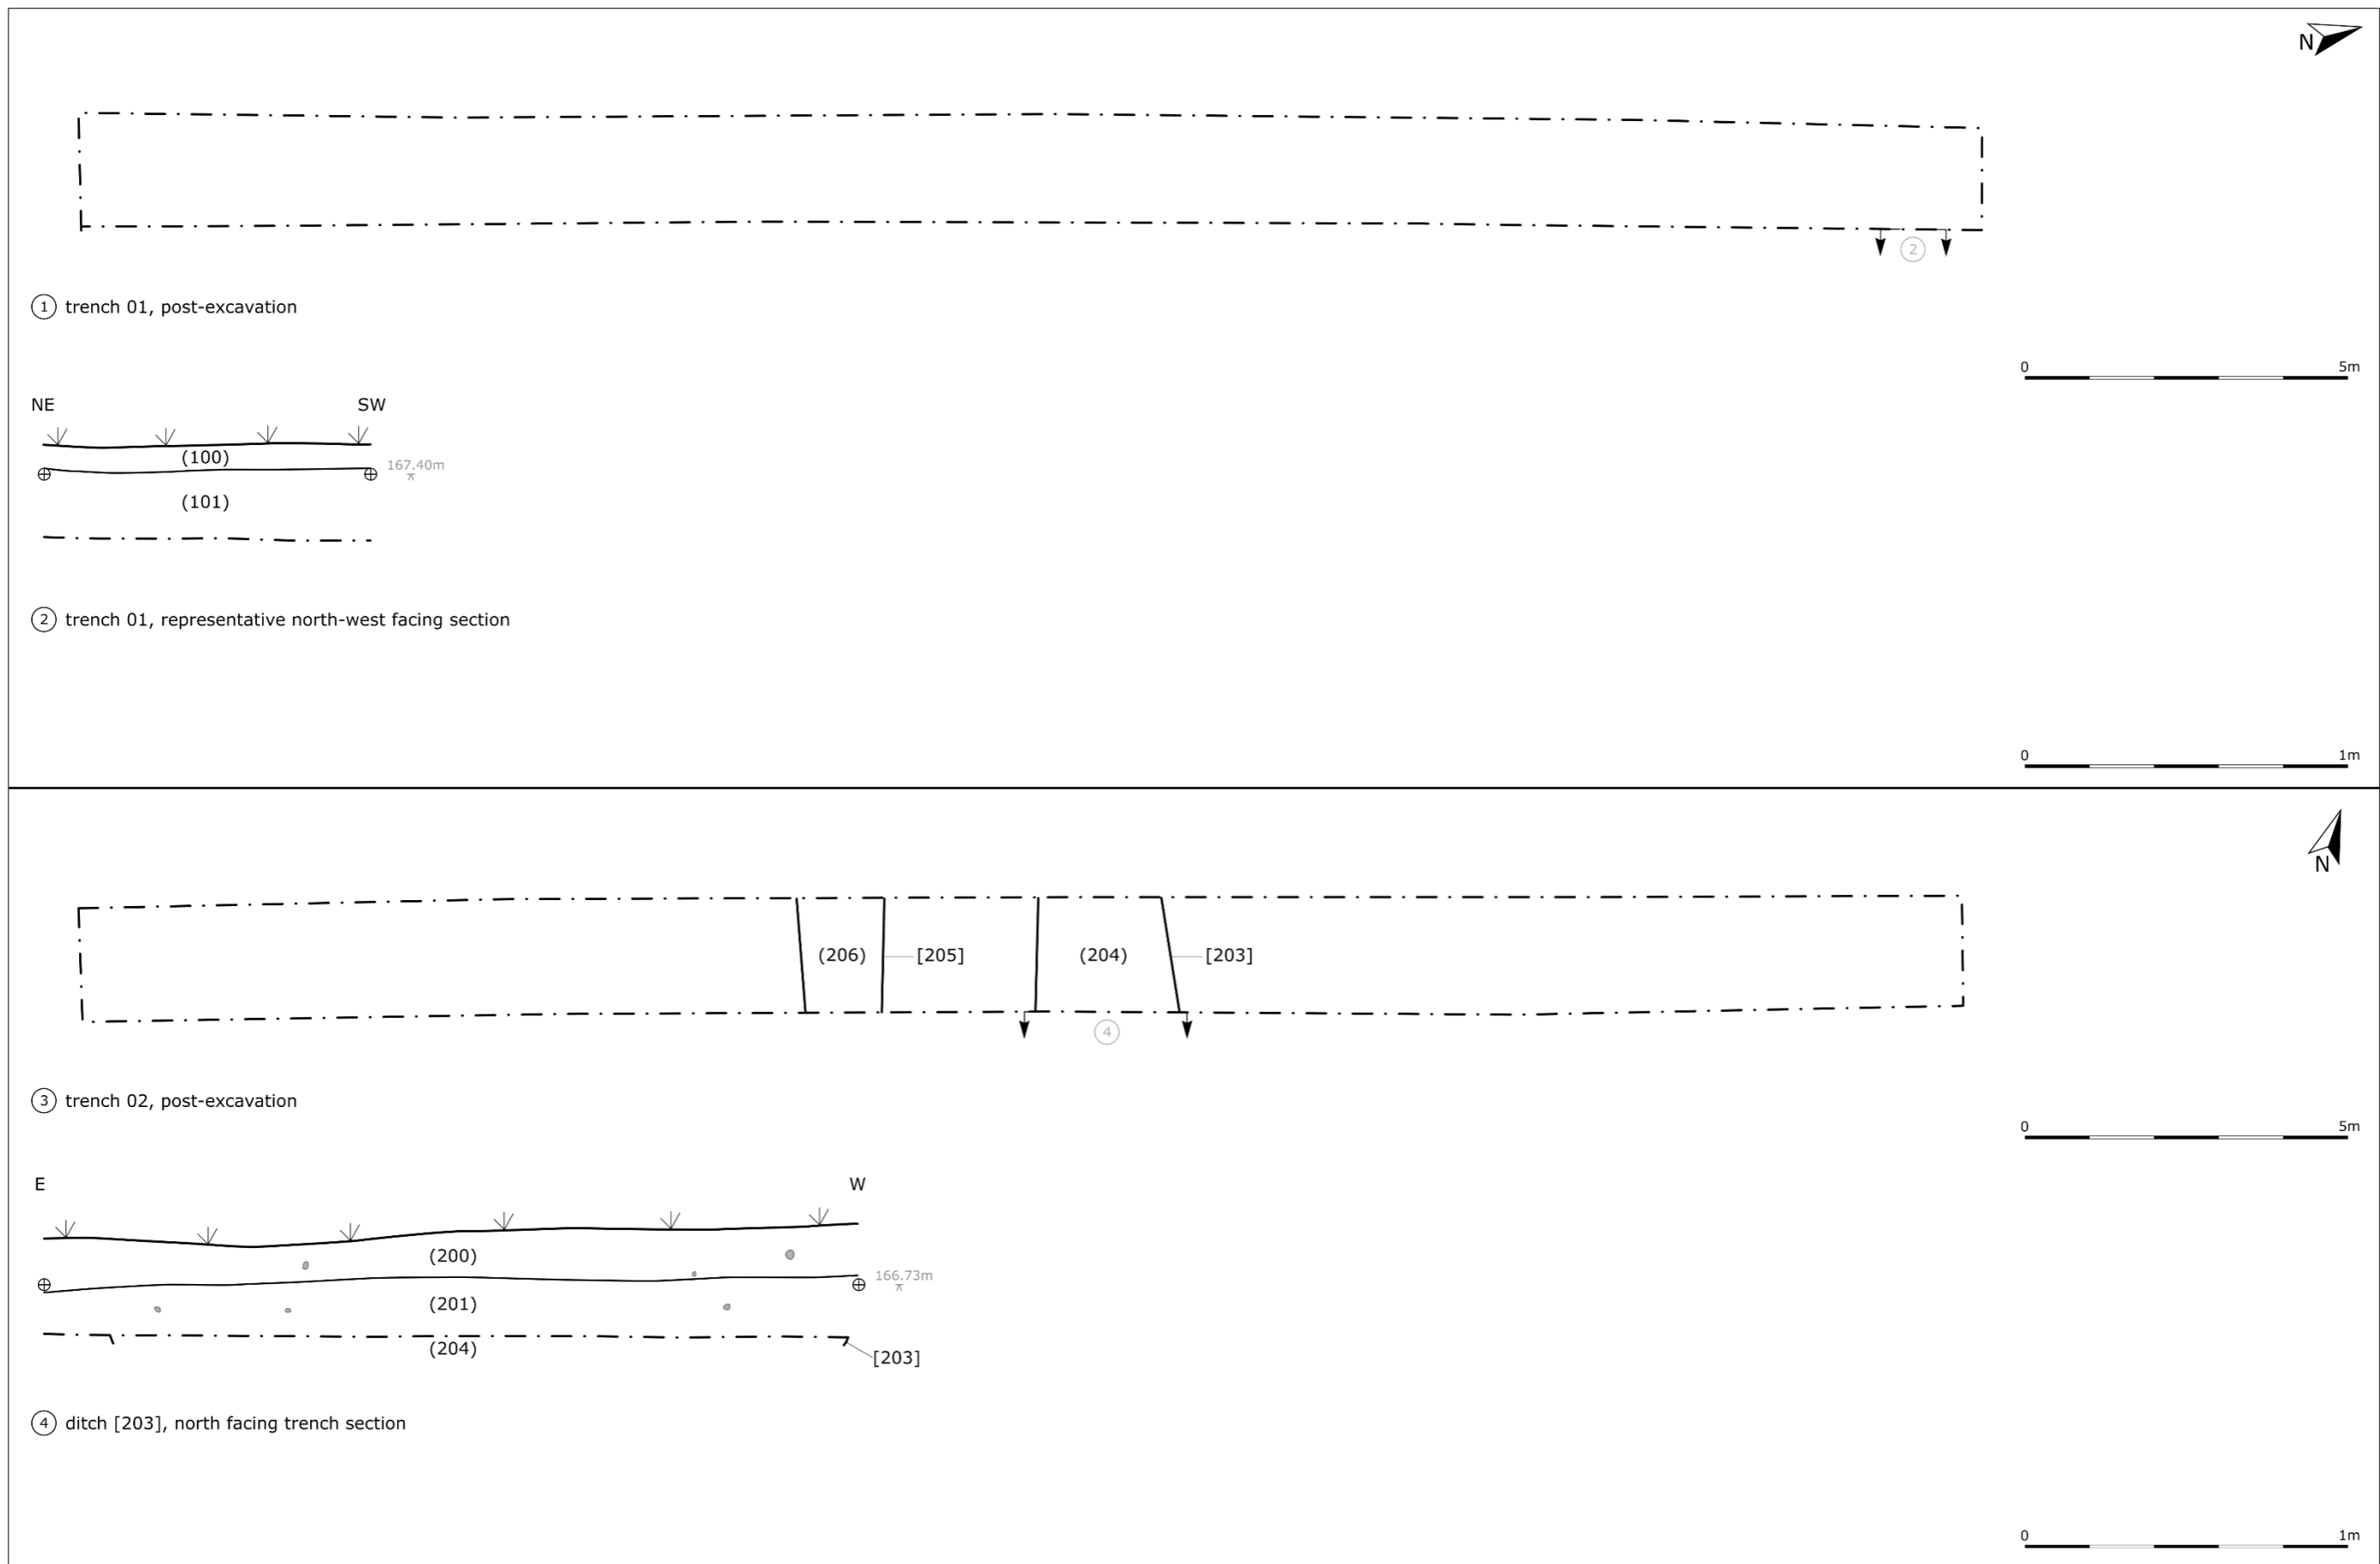 N
2
1 trench 01, post-excavation
0 5m
NE SW
(100)
167.40m
(101)
2 trench 01, representative north-west facing section
0 1m
N
(206) [205] (204) [203]
4
3 trench 02, post-excavation
0 5m
E W
(200)
166.73m
(201)
(204)
[203]
4 ditch [203], north facing trench section
0 1m